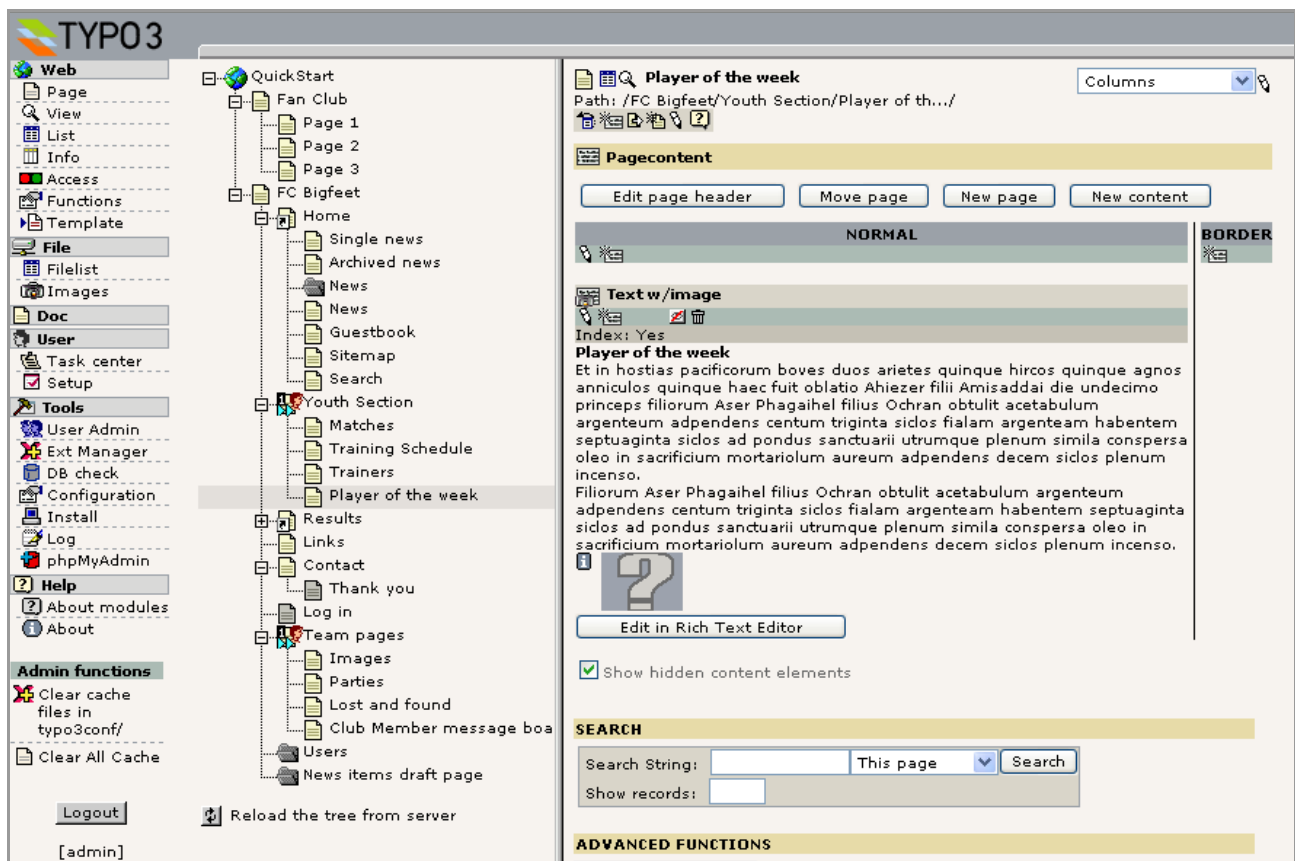 TYPO3
Web
Page
View
List
Info
Access
Functions
Template
File
Filelist
Images
Doc
User
Task center
Setup
Tools
User Admin
Ext Manager
DB check
Configuration
Install
Log
phpMyAdmin
Help
About modules
About
Admin functions
Clear cache
files in
typo3conf/
Clear All Cache
Logout
[admin]
QuickStart
Fan Club
Page 1
Page 2
Page 3
FC Bigfeet
Home
Single news
Archived news
News
News
Guestbook
Sitemap
Search
Youth Section
Matches
Training Schedule
Trainers
Player of the week
Results
Links
Contact
Thank you
Log in
Team pages
Images
Parties
Lost and found
Club Member message boa
Users
News items draft page
Reload the tree from server
Player of the week
Columns
Path: /FC Bigfeet/Youth Section/Player of th.../
Pagecontent
Edit page header Move page New page New content
NORMAL BORDER
Text w/image
Index: Yes
Player of the week
Et in hostias pacificorum boves duos arietes quinque hircos quinque agnos
anniculos quinque haec fuit oblatio Ahiezer filii Amisaddai die undecimo
princeps filiorum Aser Phagaihel filius Ochran obtulit acetabulum
argenteum adpendens centum triginta siclos fialam argenteam habentem
septuaginta siclos ad pondus sanctuarii utrumque plenum simila conspersa
oleo in sacrificium mortariolum aureum adpendens decem siclos plenum
incenso.
Filiorum Aser Phagaihel filius Ochran obtulit acetabulum argenteum
adpendens centum triginta siclos fialam argenteam habentem septuaginta
siclos ad pondus sanctuarii utrumque plenum simila conspersa oleo in
sacrificium mortariolum aureum adpendens decem siclos plenum incenso.
?
Edit in Rich Text Editor
Show hidden content elements
SEARCH
Search String: This page Search
Show records:
ADVANCED FUNCTIONS